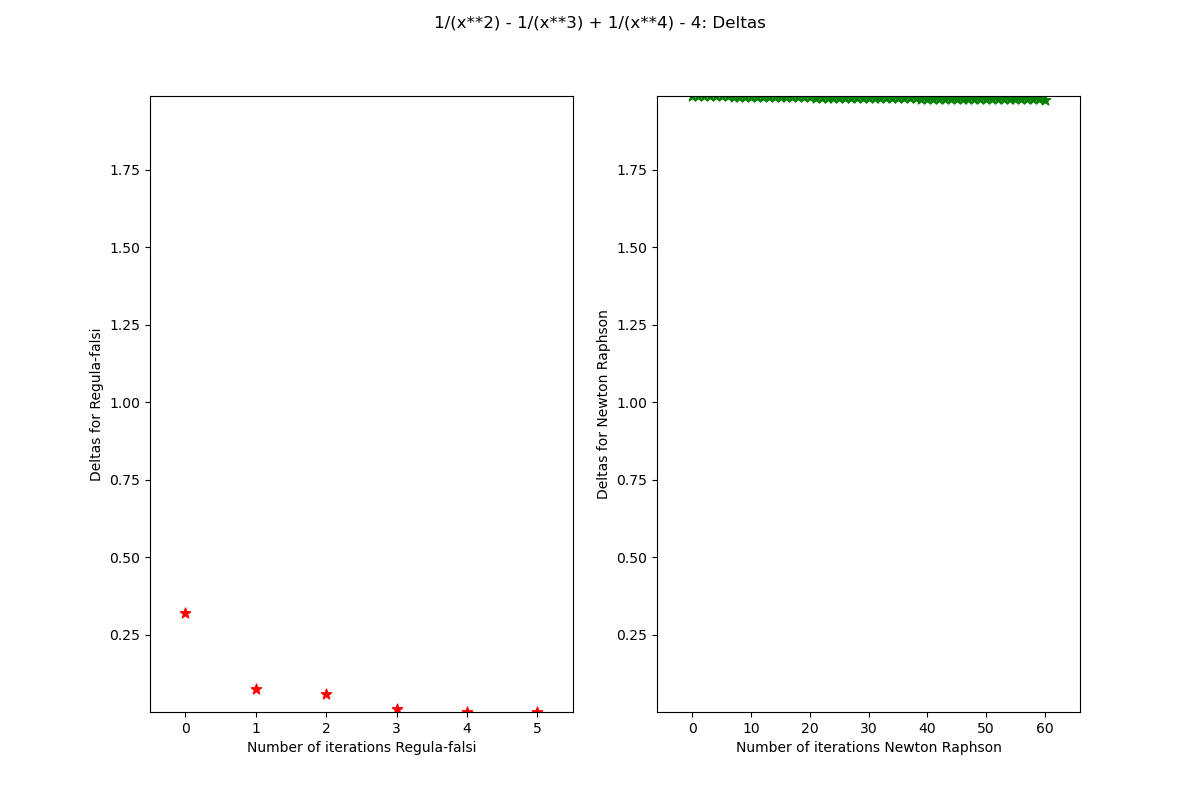 1/(x**2) - 1/(x**3) + 1/(x**4) - 4: Deltas
Deltas for Regula-falsi
1.75
1.50
1.25
1.00
0.75
0.50
0.25
0 1 2 3 4 5
Number of iterations Regula-falsi
Deltas for Newton Raphson
1.75
1.50
1.25
1.00
0.75
0.50
0.25
0 10 20 30 40 50 60
Number of iterations Newton Raphson